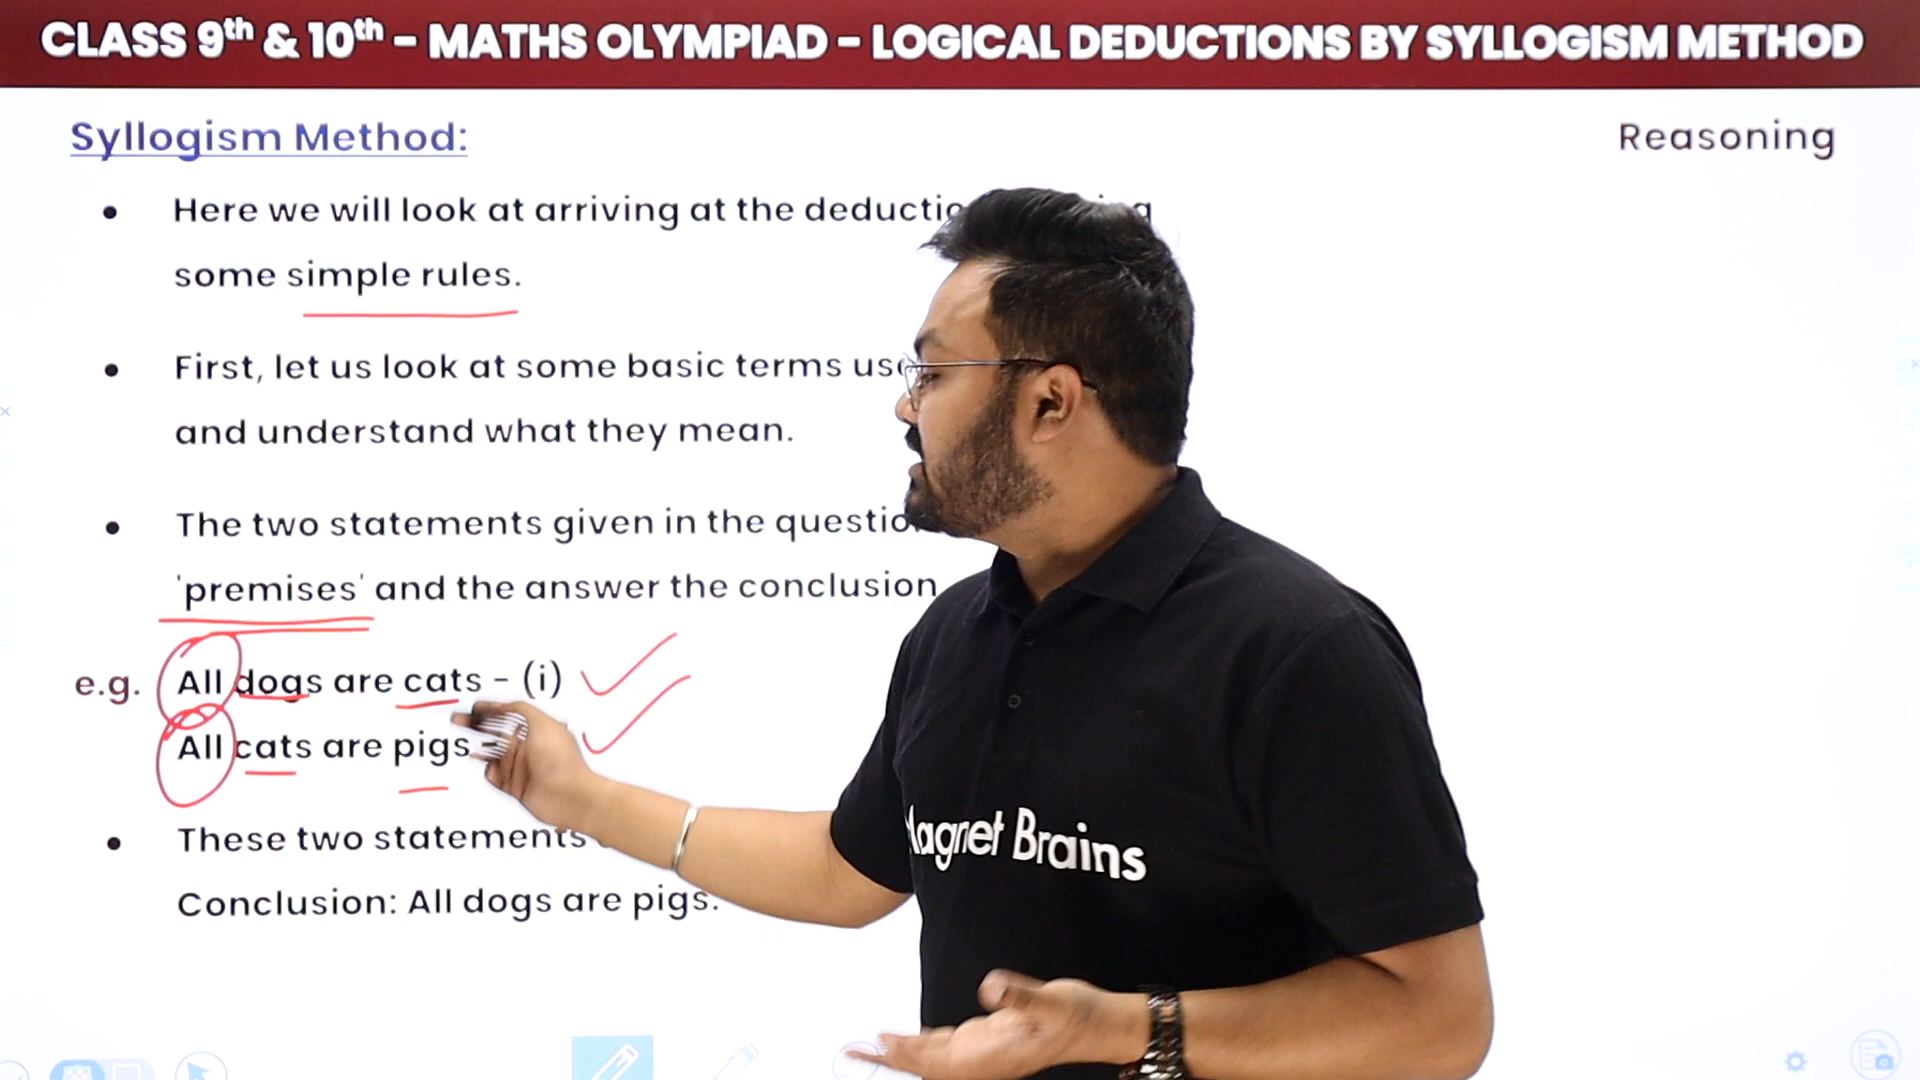 CLASS 9th & 10th - MATHS OLYMPIAD - LOGICAL DEDUCTIONS BY SYLLOGISM METHOD
Syllogism Method:
Reasoning
• Here we will look at arriving at the
some simple rules.
• First, let us look at some basic terms
and understand what they mean.
• The two statements given in the
'premises' and the answer the conclusion
e.g. All dogs are cats - (i)
All cats are pigs -
• These two statements
Conclusion: All dogs are pigs.
Magnet Brains